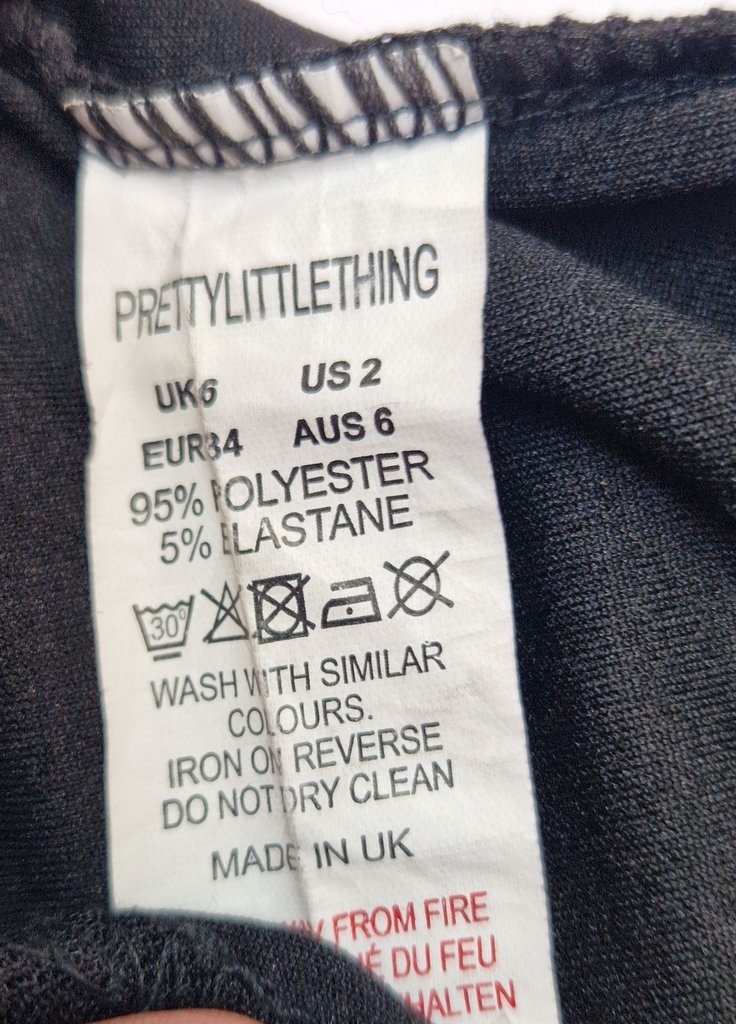 PRETTYLITTLETHING
UK6 US 2
EUR34 AUS 6
95% POLYESTER
5% ELASTANE
30°
WASH WITH SIMILAR
COLOURS.
IRON ON REVERSE
DO NOT DRY CLEAN
MADE IN UK
FROM FIRE
DU FEU